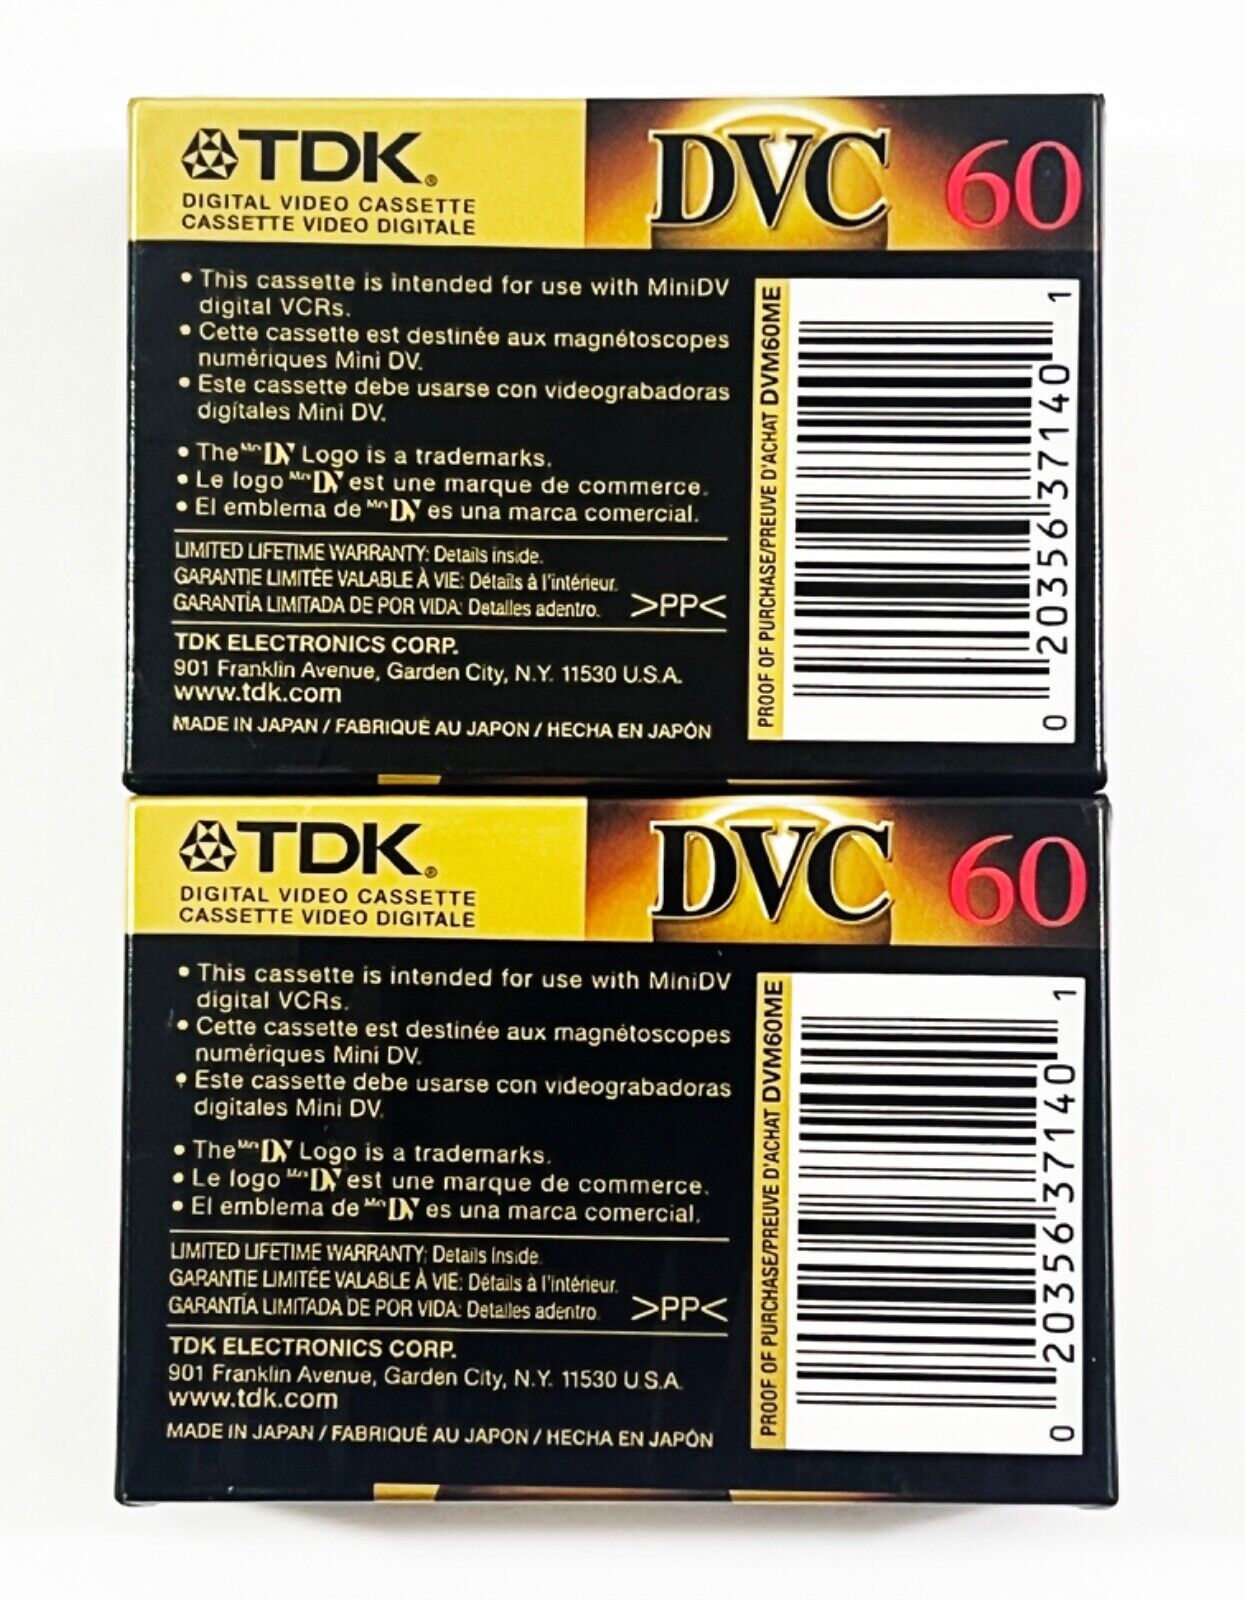 TDK®
DIGITAL VIDEO CASSETTE
CASSETTE VIDEO DIGITALE
DVC 60
• This cassette is intended for use with MiniDV
digital VCRs.
• Cette cassette est destinée aux magnétoscopes
numériques Mini DV.
• Este cassette debe usarse con videograbadoras
digitales Mini DV.
• The Mini DV Logo is a trademarks.
• Le logo Mini DV est une marque de commerce.
• El emblema de Mini DV es una marca comercial.
LIMITED LIFETIME WARRANTY: Details inside.
GARANTIE LIMITÉE VALABLE À VIE: Détails à l'intérieur.
GARANTÍA LIMITADA DE POR VIDA: Detalles adentro.
>PP<
TDK ELECTRONICS CORP.
901 Franklin Avenue, Garden City, N.Y. 11530 U.S.A.
www.tdk.com
MADE IN JAPAN / FABRIQUÉ AU JAPON / HECHA EN JAPÓN
PROOF OF PURCHASE/PREUVE D'ACHAT DVM60ME
0 20356 37140 1
TDK®
DIGITAL VIDEO CASSETTE
CASSETTE VIDEO DIGITALE
DVC 60
• This cassette is intended for use with MiniDV
digital VCRs.
• Cette cassette est destinée aux magnétoscopes
numériques Mini DV.
• Este cassette debe usarse con videograbadoras
digitales Mini DV.
• The Mini DV Logo is a trademarks.
• Le logo Mini DV est une marque de commerce.
• El emblema de Mini DV es una marca comercial.
LIMITED LIFETIME WARRANTY: Details Inside.
GARANTIE LIMITÉE VALABLE À VIE: Détails à l'intérieur.
GARANTÍA LIMITADA DE POR VIDA: Detalles adentro.
>PP<
TDK ELECTRONICS CORP.
901 Franklin Avenue, Garden City, N.Y. 11530 U.S.A.
www.tdk.com
MADE IN JAPAN / FABRIQUÉ AU JAPON / HECHA EN JAPÓN
PROOF OF PURCHASE/PREUVE D'ACHAT DVM60ME
0 20356 37140 1